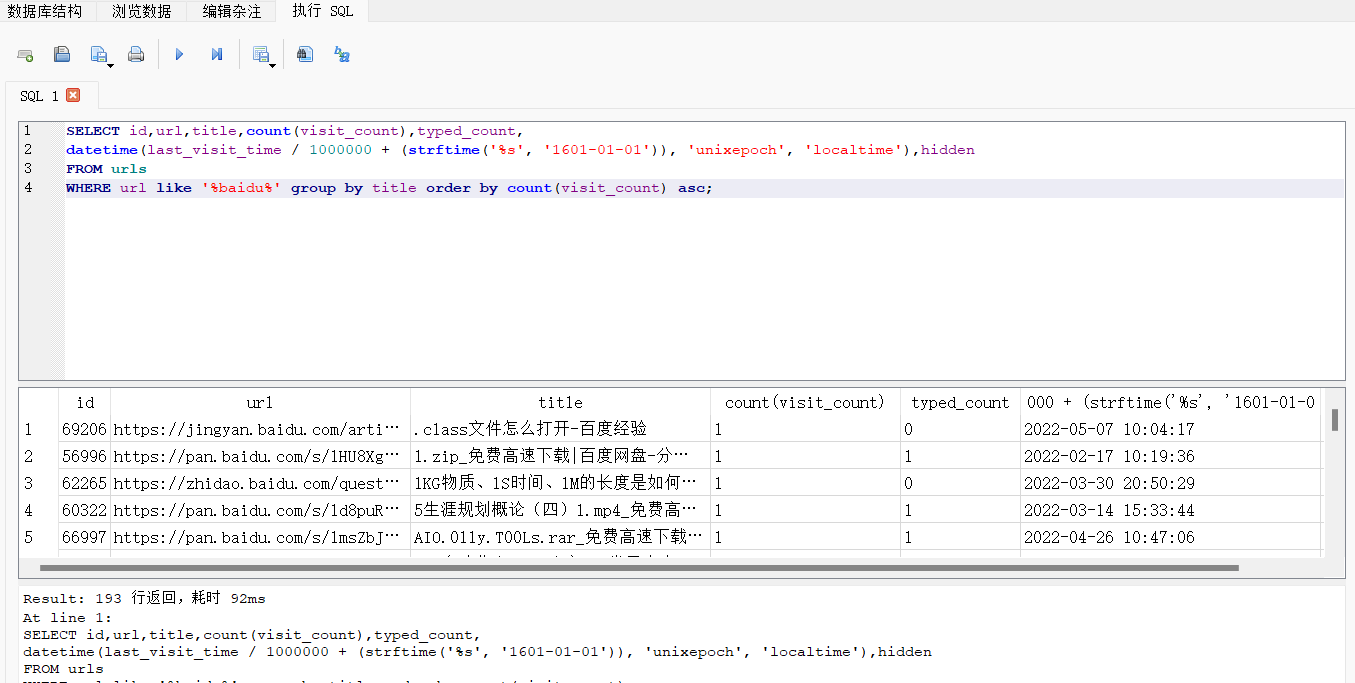 数据库结构 浏览数据 编辑杂注 执行 SQL
SQL 1
1 SELECT id,url,title,count(visit_count),typed_count,
2 datetime(last_visit_time / 1000000 + (strftime('%s', '1601-01-01')), 'unixepoch', 'localtime'),hidden
3 FROM urls
4 WHERE url like '%baidu%' group by title order by count(visit_count) asc;
id url title count(visit_count) typed_count 000 + (strftime('%s', '1601-01-0
1 69206 https://jingyan.baidu.com/arti… .class文件怎么打开-百度经验 1 0 2022-05-07 10:04:17
2 56996 https://pan.baidu.com/s/1HU8Xg… 1.zip_免费高速下载|百度网盘-分… 1 1 2022-02-17 10:19:36
3 62265 https://zhidao.baidu.com/quest… 1KG物质、1S时间、1M的长度是如何… 1 0 2022-03-30 20:50:29
4 60322 https://pan.baidu.com/s/1d8puR… 5生涯规划概论（四）1.mp4_免费高… 1 1 2022-03-14 15:33:44
5 66997 https://pan.baidu.com/s/1msZbJ… AIO.O11y.T00Ls.rar_免费高速下载… 1 1 2022-04-26 10:47:06
Result: 193 行返回，耗时 92ms
At line 1:
SELECT id,url,title,count(visit_count),typed_count,
datetime(last_visit_time / 1000000 + (strftime('%s', '1601-01-01')), 'unixepoch', 'localtime'),hidden
FROM urls